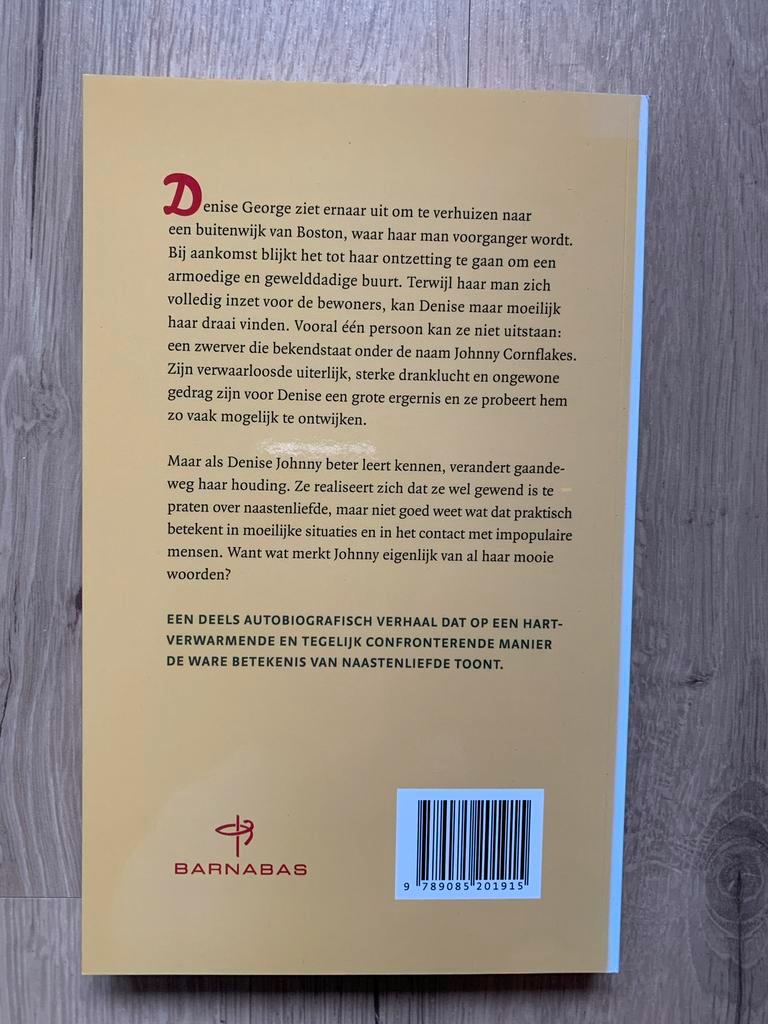 Denise George ziet ernaar uit om te verhuizen naar
een buitenwijk van Boston, waar haar man voorganger wordt.
Bij aankomst blijkt het tot haar ontzetting te gaan om een
armoedige en gewelddadige buurt. Terwijl haar man zich
volledig inzet voor de bewoners, kan Denise maar moeilijk
haar draai vinden. Vooral één persoon kan ze niet uitstaan:
een zwerver die bekendstaat onder de naam Johnny Cornflakes.
Zijn verwaarloosde uiterlijk, sterke dranklucht en ongewone
gedrag zijn voor Denise een grote ergernis en ze probeert hem
zo vaak mogelijk te ontwijken.
Maar als Denise Johnny beter leert kennen, verandert gaande-
weg haar houding. Ze realiseert zich dat ze wel gewend is te
praten over naastenliefde, maar niet goed weet wat dat praktisch
betekent in moeilijke situaties en in het contact met impopulaire
mensen. Want wat merkt Johnny eigenlijk van al haar mooie
woorden?
EEN DEELS AUTOBIOGRAFISCH VERHAAL DAT OP EEN HART-
VERWARMENDE EN TEGELIJK CONFRONTERENDE MANIER
DE WARE BETEKENIS VAN NAASTENLIEFDE TOONT.
BARNABAS
9 789085 201915